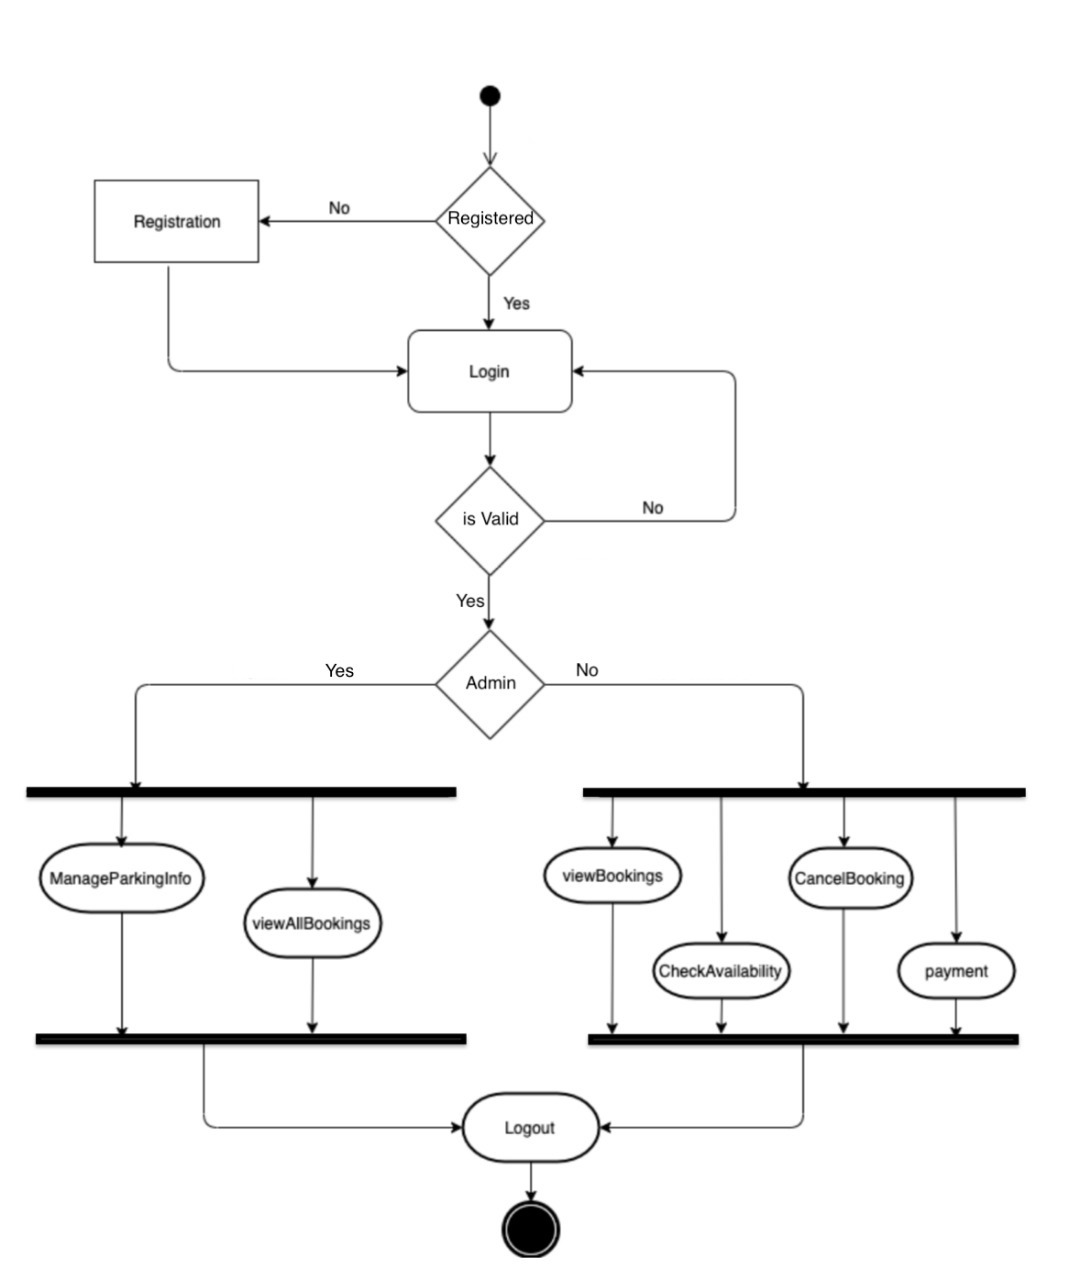 Registered
No
Registration
Yes
Login
No
is Valid
Yes
Yes
No
Admin
ManageParkingInfo
viewAllBookings
viewBookings
CancelBooking
CheckAvailability
payment
Logout